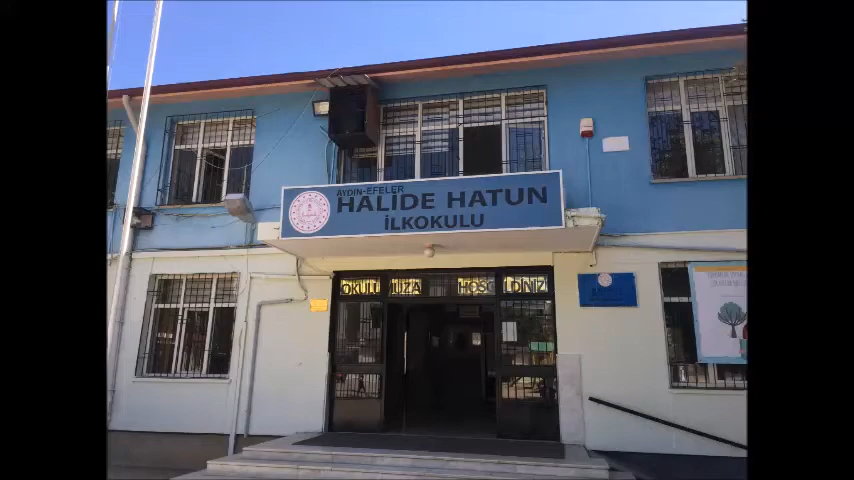 AYDIN-EFELER
HALİDE HATUN
İLKOKULU
OKULUMUZA HOŞGELDİNİZ